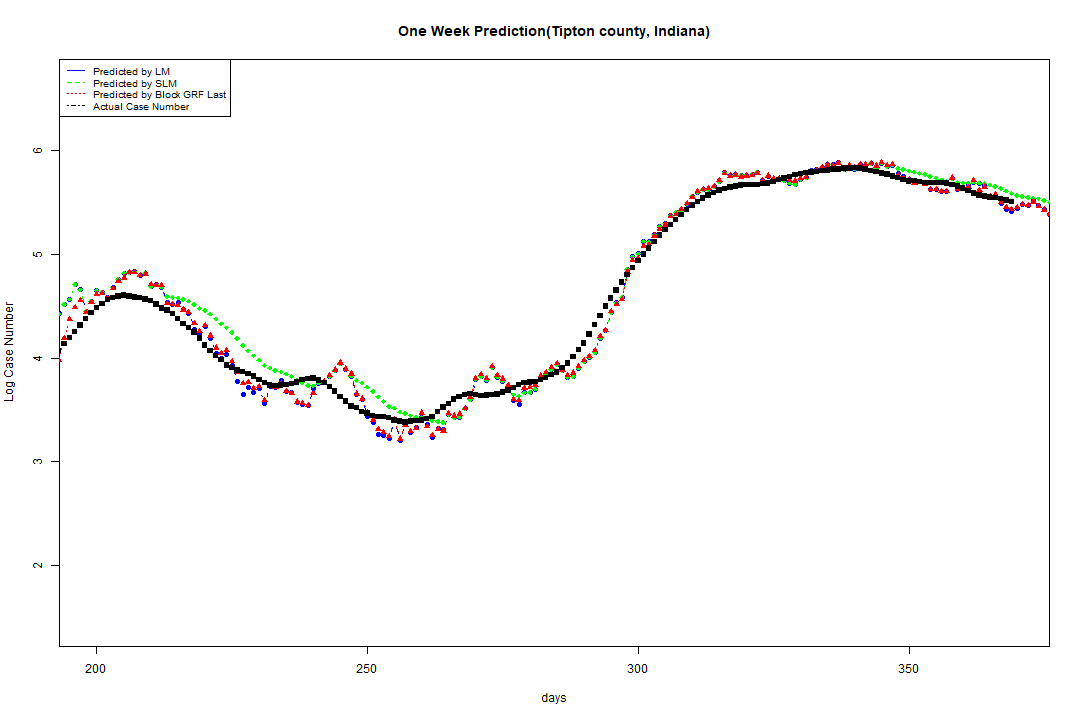 One Week Prediction(Tipton county, Indiana)
Predicted by LM
Predicted by SLM
Predicted by Block GRF Last
Actual Case Number
6
5
4
3
2
Log Case Number
200
250
300
350
days